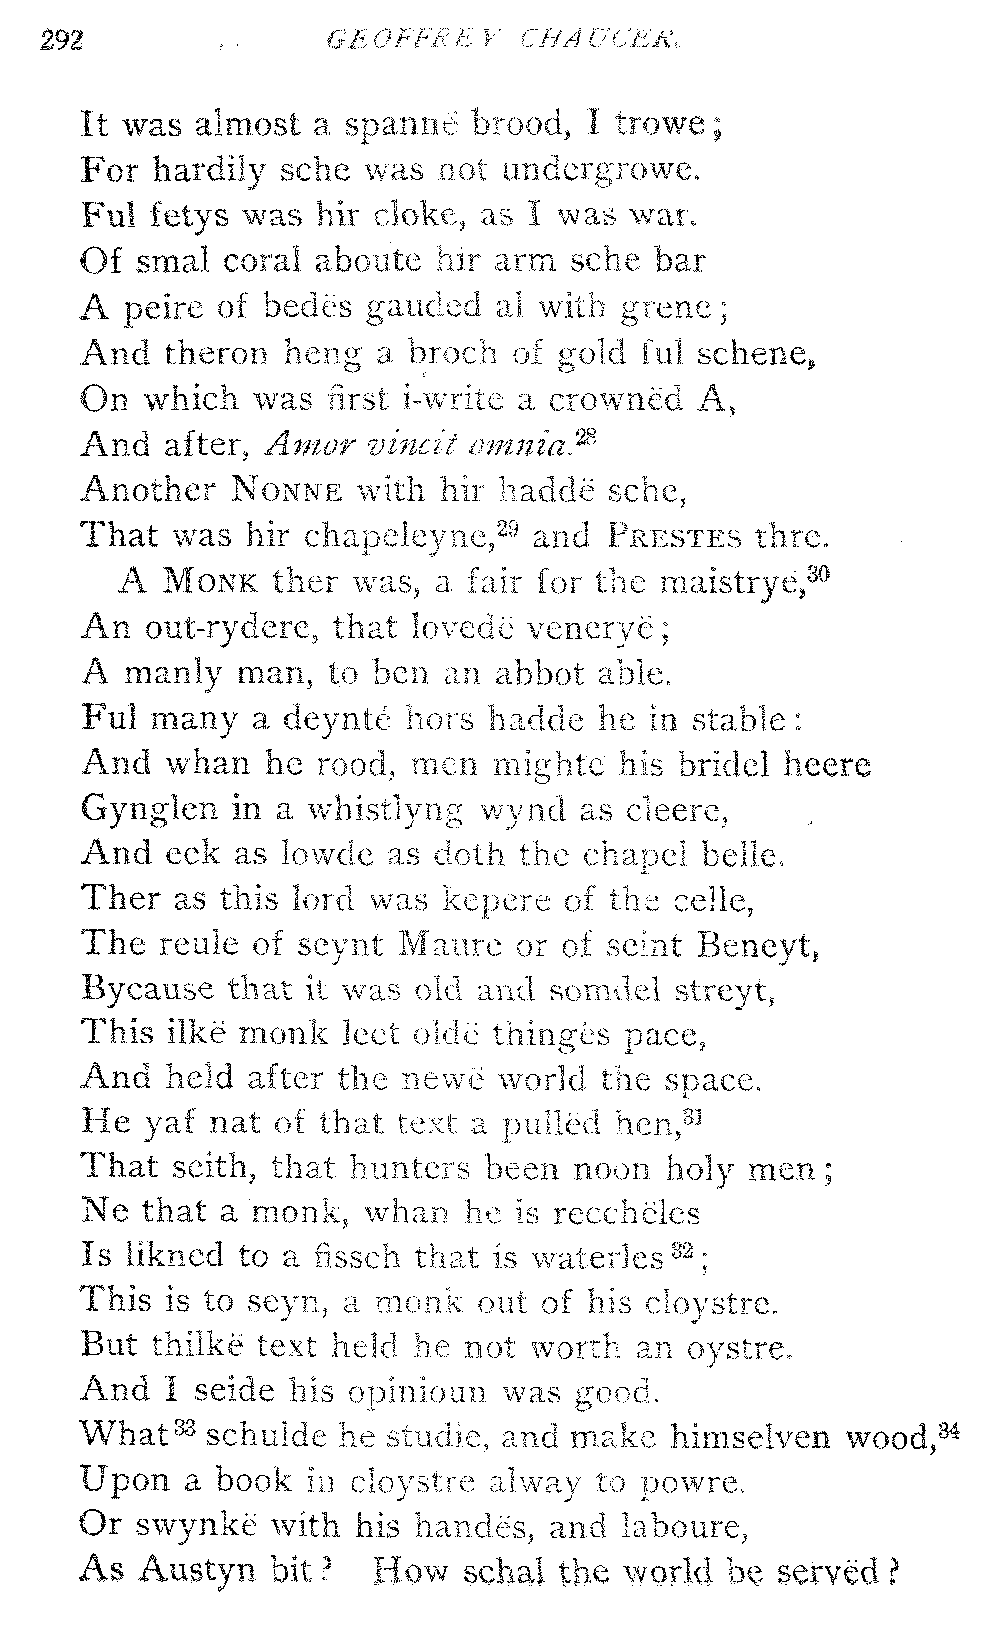 292 GEOFFREY CHAUCER.
It was almost a spannë brood, I trowe;
For hardily sche was not undergrowe.
Ful fetys was hir cloke, as I was war.
Of smal coral aboute hir arm sche bar
A peire of bedës gauded al with grene;
And theron heng a broch of gold ful schene,
On which was first i-write a crownëd A,
And after, Amor vincit omnia.²⁸
Another NONNE with hir haddë sche,
That was hir chapeleyne,²⁹ and PRESTES thre.
A MONK ther was, a fair for the maistryë,³⁰
An out-rydere, that lovedë veneryë;
A manly man, to ben an abbot able.
Ful many a deynté hors hadde he in stable:
And whan he rood, men mighte his bridel heere
Gynglen in a whistlyng wynd as cleere,
And eek as lowde as doth the chapel belle.
Ther as this lord was kepere of the celle,
The reule of seynt Maure or of seint Beneyt,
Bycause that it was old and somdel streyt,
This ilkë monk leet oldë thingës pace,
And held after the newë world the space.
He yaf nat of that text a pullëd hen,³¹
That seith, that hunters been noon holy men;
Ne that a monk, whan he is recchëles
Is likned to a fissch that is waterles³²;
This is to seyn, a monk out of his cloystre.
But thilkë text held he not worth an oystre.
And I seide his opinioun was good.
What³³ schulde he studie, and make himselven wood,³⁴
Upon a book in cloystre alway to powre.
Or swynkë with his handës, and laboure,
As Austyn bit? How schal the world be servëd?